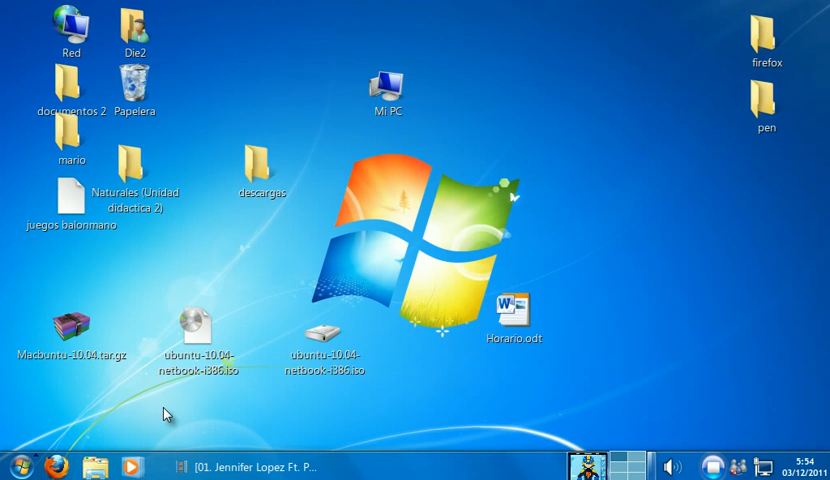 Red
Die2
firefox
documentos 2
Papelera
Mi PC
pen
mario
Naturales (Unidad
didactica 2)
descargas
juegos balonmano
Macbuntu-10.04.tar.gz
ubuntu-10.04-
netbook-i386.iso
ubuntu-10.04-
netbook-i386.iso
W
Horario.odt
[01. Jennifer Lopez Ft. P...
5:54
03/12/2011